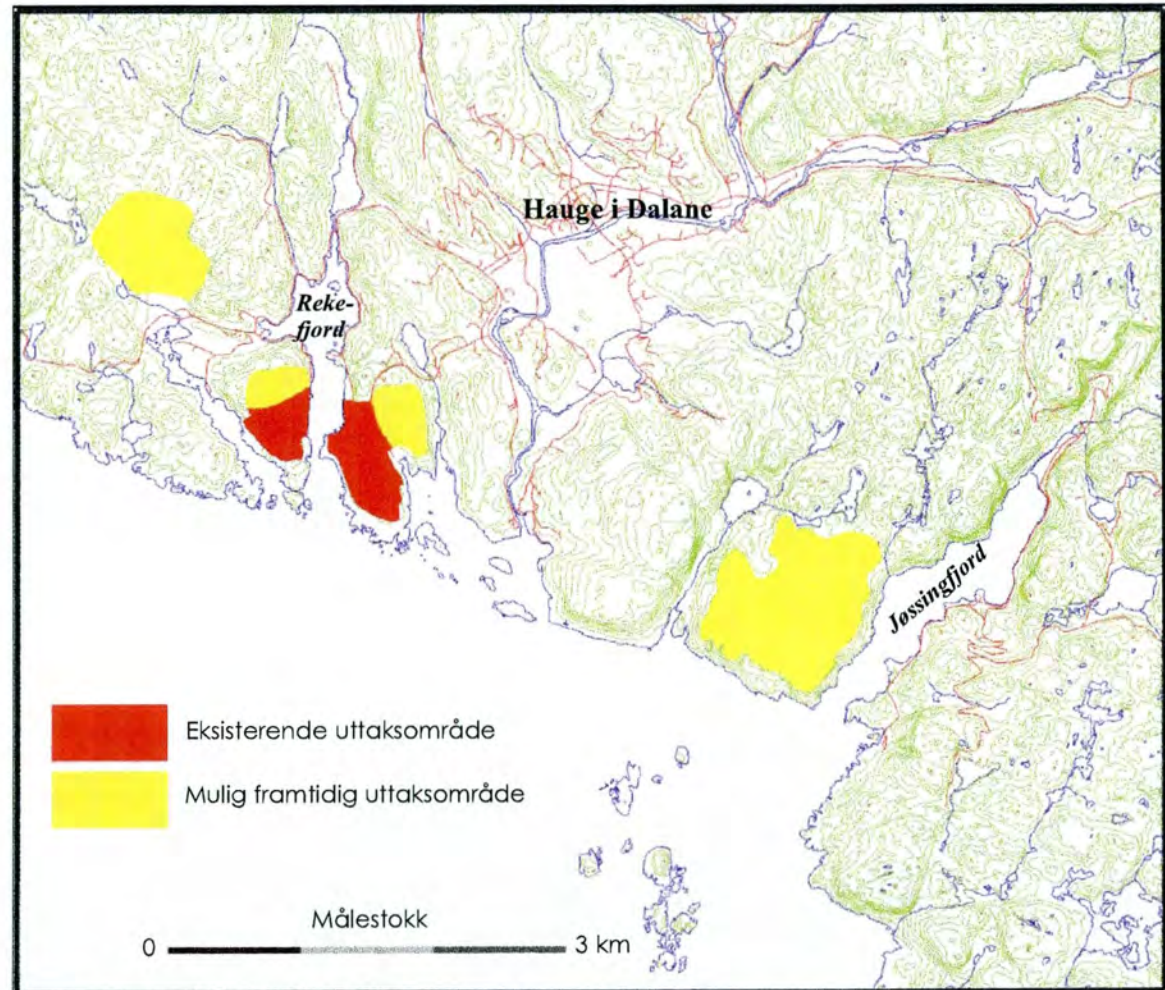 Hauge i Dalane
Reke-
fjord
Jøssingfjord
Eksisterende uttaksområde
Mulig framtidig uttaksområde
Målestokk
0 3 km